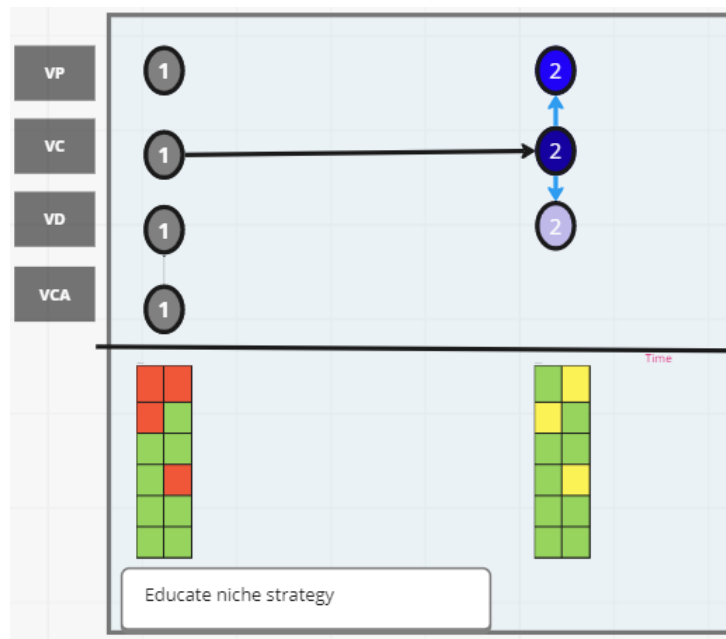 VP 1 2
VC 1 2
VD 1 2
VCA 1
Time
Educate niche strategy